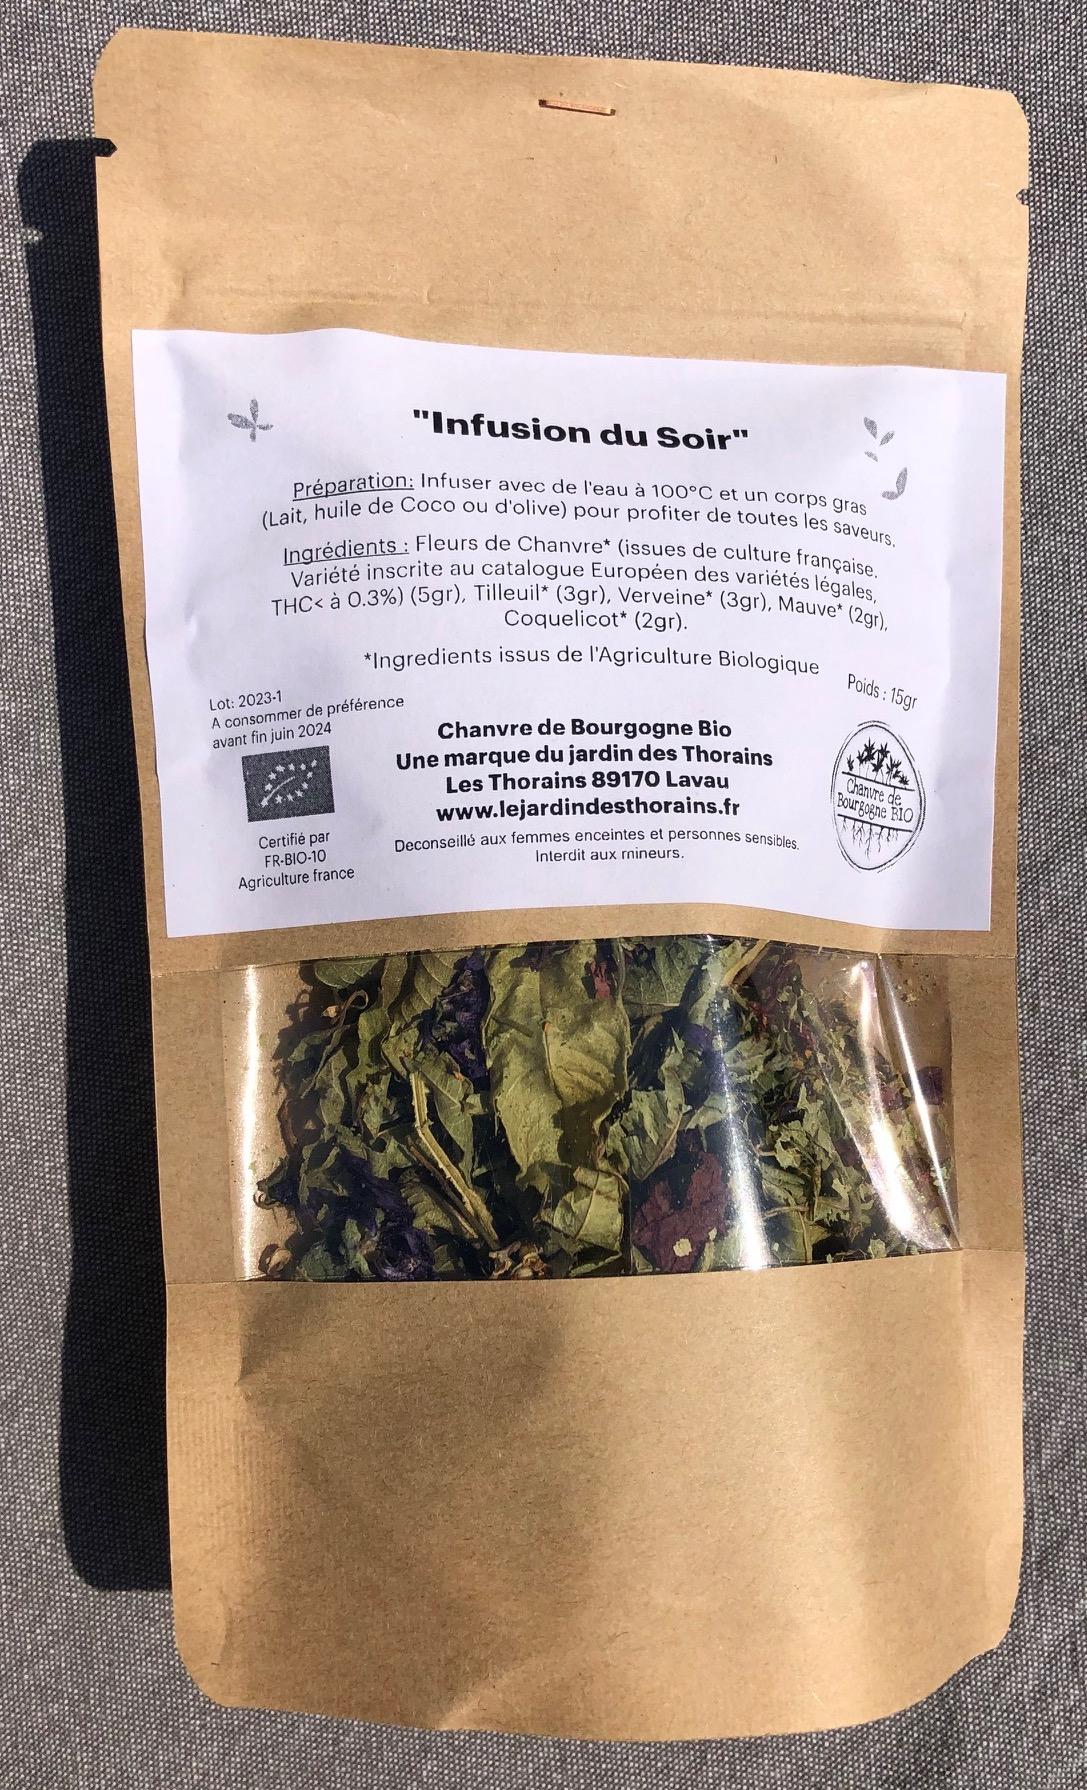 "Infusion du Soir"
Préparation: Infuser avec de l'eau à 100°C et un corps gras
(Lait, huile de Coco ou d'olive) pour profiter de toutes les saveurs.
Ingrédients : Fleurs de Chanvre* (issues de culture française.
Variété inscrite au catalogue Européen des variétés légales,
THC< à 0.3%) (5gr), Tilleuil* (3gr), Verveine* (3gr), Mauve* (2gr),
Coquelicot* (2gr).
*Ingredients issus de l'Agriculture Biologique
Poids : 15gr
Lot: 2023-1
A consommer de préférence
avant fin juin 2024
Certifié par
FR-BIO-10
Agriculture france
Chanvre de Bourgogne Bio
Une marque du jardin des Thorains
Les Thorains 89170 Lavau
www.lejardindesthorains.fr
Deconseillé aux femmes enceintes et personnes sensibles.
Interdit aux mineurs.
Chanvre de
Bourgogne BIO